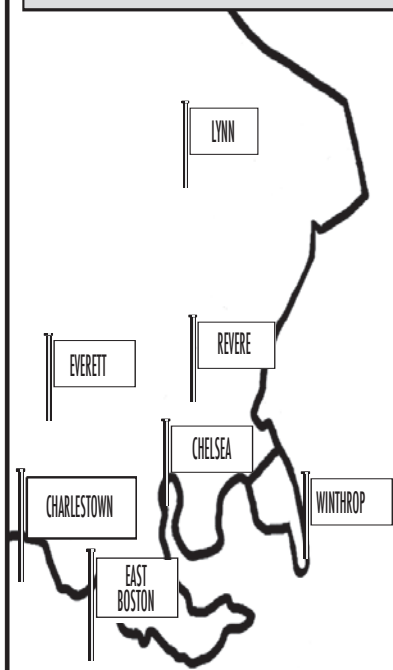 LYNN
REVERE
EVERETT
CHELSEA
CHARLESTOWN
WINTHROP
EAST
BOSTON